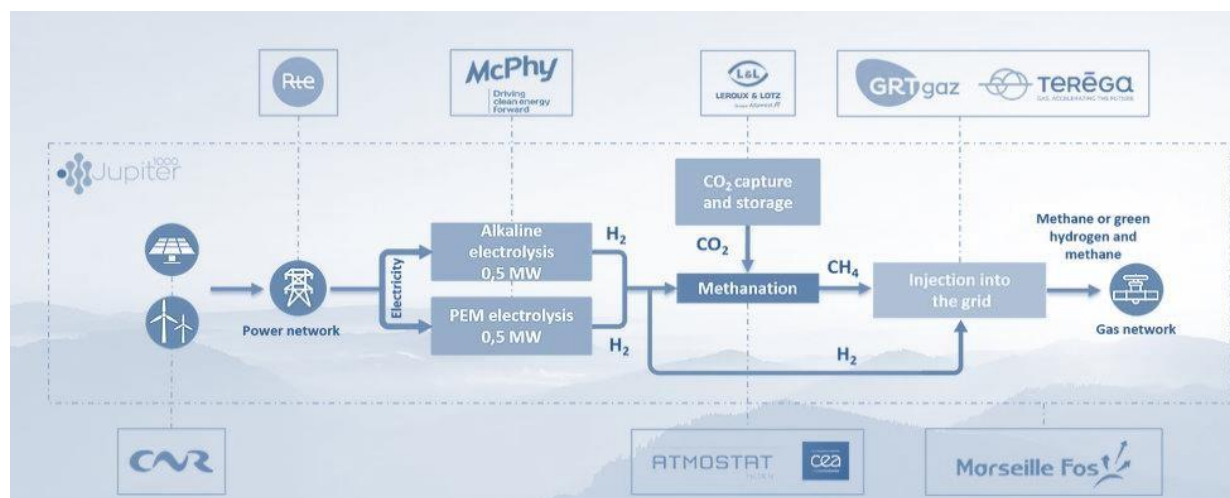 Rte
McPhy
Driving
clean energy
Forward
L&L
LEROUX & LOTZ
GRTgaz
TERĒGA
GAS, ACCELERATING THE FUTURE
Jupiter 1000
CO2 capture
and storage
Alkaline
electrolysis
0,5 MW
H2
CO2
Methane or green
hydrogen and
methane
Electricity
Methanation
CH4
Injection into
the grid
Power network
PEM electrolysis
0,5 MW
H2
H2
Gas network
CNR
ATMOSTAT
cea
Marseille Fos